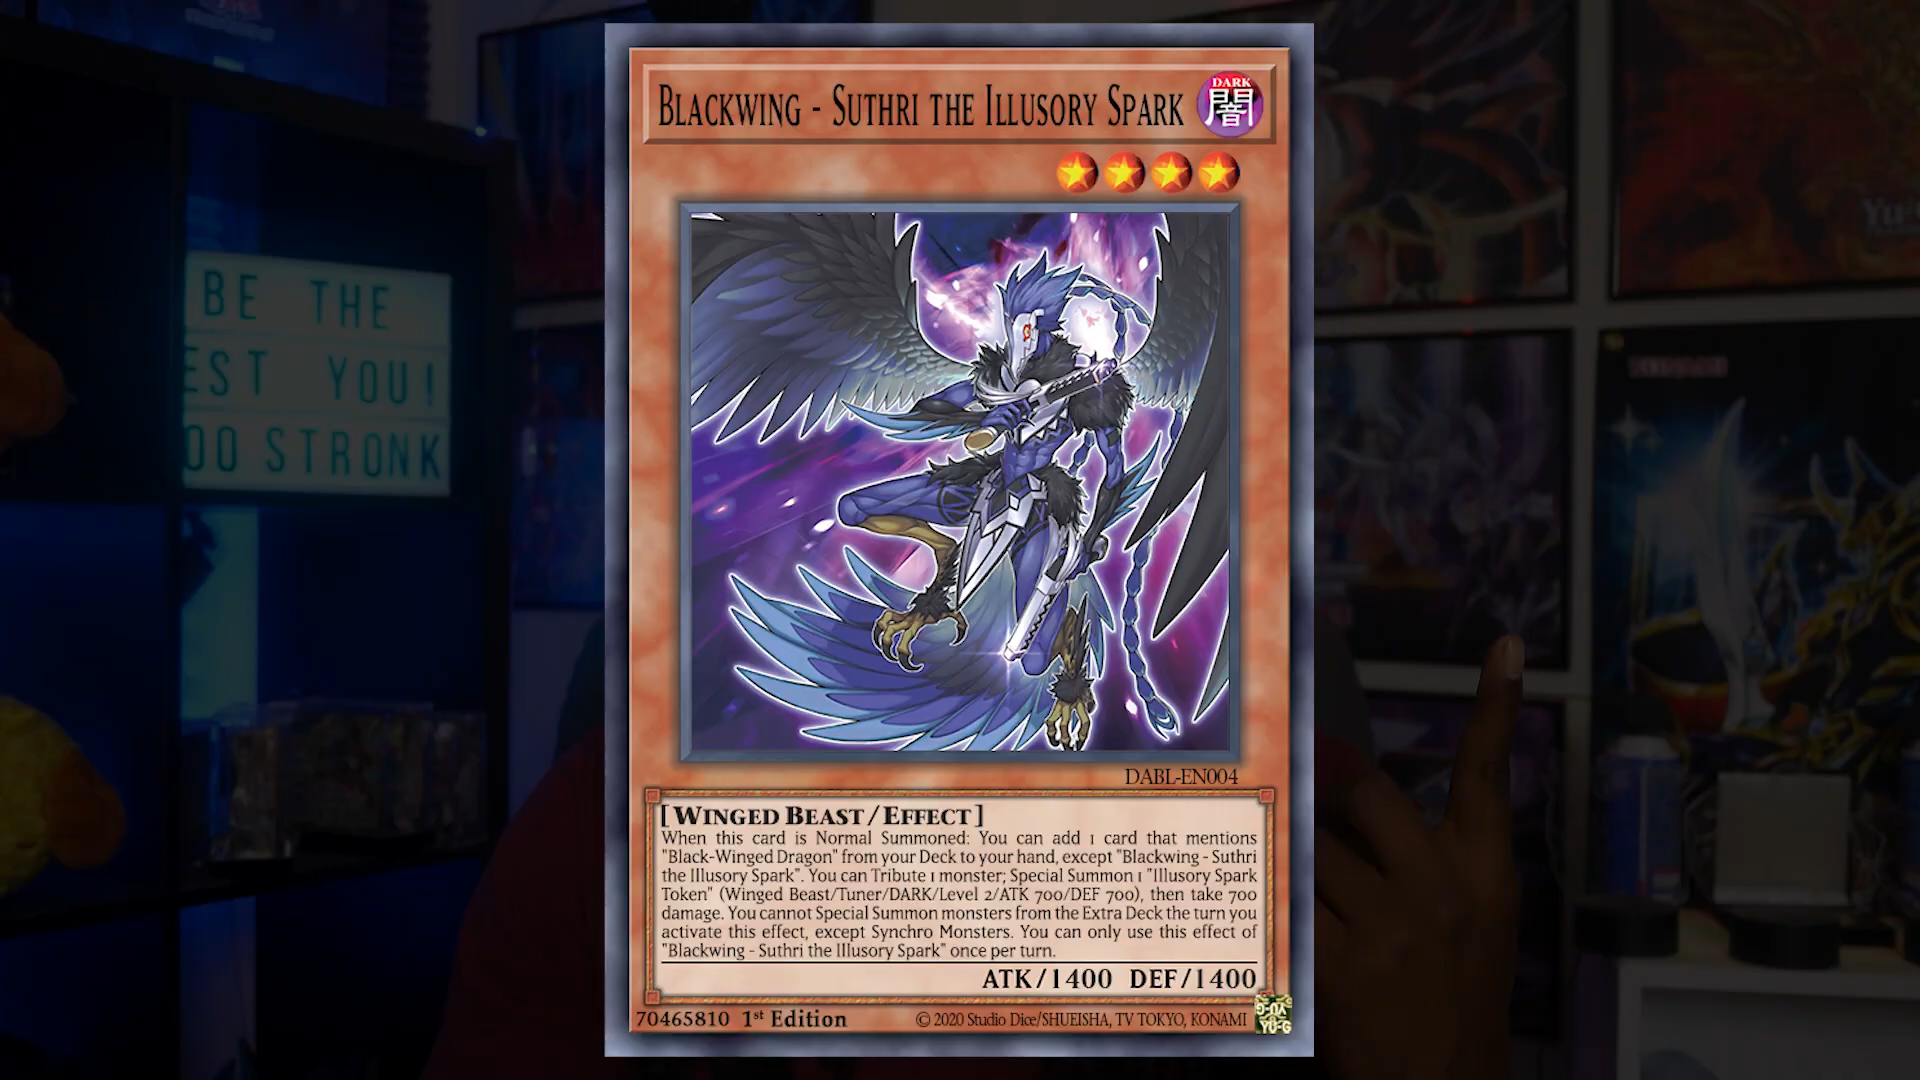 BLACKWING - SUTHRI THE ILLUSORY SPARK
DARK
闇
BE THE
EST YOU!
OO STRONK
DABL-EN004
[WINGED BEAST/EFFECT]
When this card is Normal Summoned: You can add 1 card that mentions
"Black-Winged Dragon" from your Deck to your hand, except "Blackwing - Suthri
the Illusory Spark". You can Tribute 1 monster; Special Summon 1 "Illusory Spark
Token" (Winged Beast/Tuner/DARK/Level 2/ATK 700/DEF 700), then take 700
damage. You cannot Special Summon monsters from the Extra Deck the turn you
activate this effect, except Synchro Monsters. You can only use this effect of
"Blackwing - Suthri the Illusory Spark" once per turn.
ATK/1400 DEF/1400
70465810 1st Edition
© 2020 Studio Dice/SHUEISHA, TV TOKYO, KONAMI